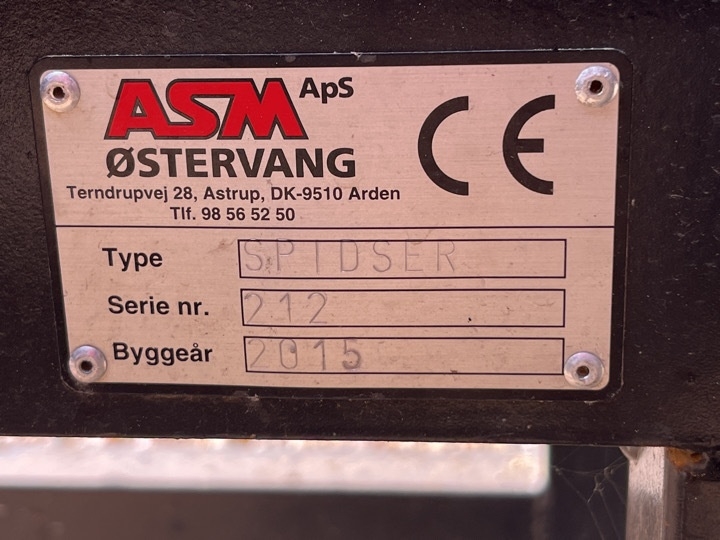 ASM ApS
ØSTERVANG
Terndrupvej 28, Astrup, DK-9510 Arden
Tlf. 98 56 52 50
CE
Type SPIDSER
Serie nr. 212
Byggeår 2015